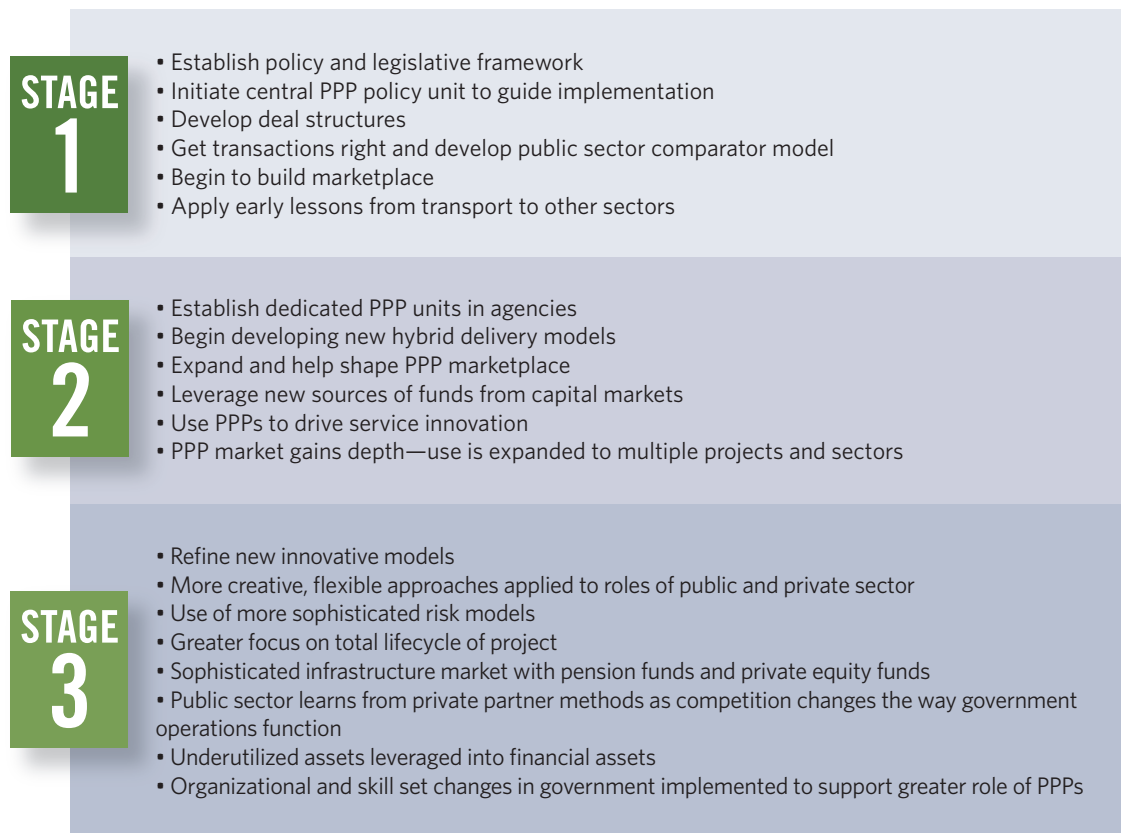 STAGE
1
• Establish policy and legislative framework
• Initiate central PPP policy unit to guide implementation
• Develop deal structures
• Get transactions right and develop public sector comparator model
• Begin to build marketplace
• Apply early lessons from transport to other sectors
STAGE
2
• Establish dedicated PPP units in agencies
• Begin developing new hybrid delivery models
• Expand and help shape PPP marketplace
• Leverage new sources of funds from capital markets
• Use PPPs to drive service innovation
• PPP market gains depth—use is expanded to multiple projects and sectors
STAGE
3
• Refine new innovative models
• More creative, flexible approaches applied to roles of public and private sector
• Use of more sophisticated risk models
• Greater focus on total lifecycle of project
• Sophisticated infrastructure market with pension funds and private equity funds
• Public sector learns from private partner methods as competition changes the way government
operations function
• Underutilized assets leveraged into financial assets
• Organizational and skill set changes in government implemented to support greater role of PPPs